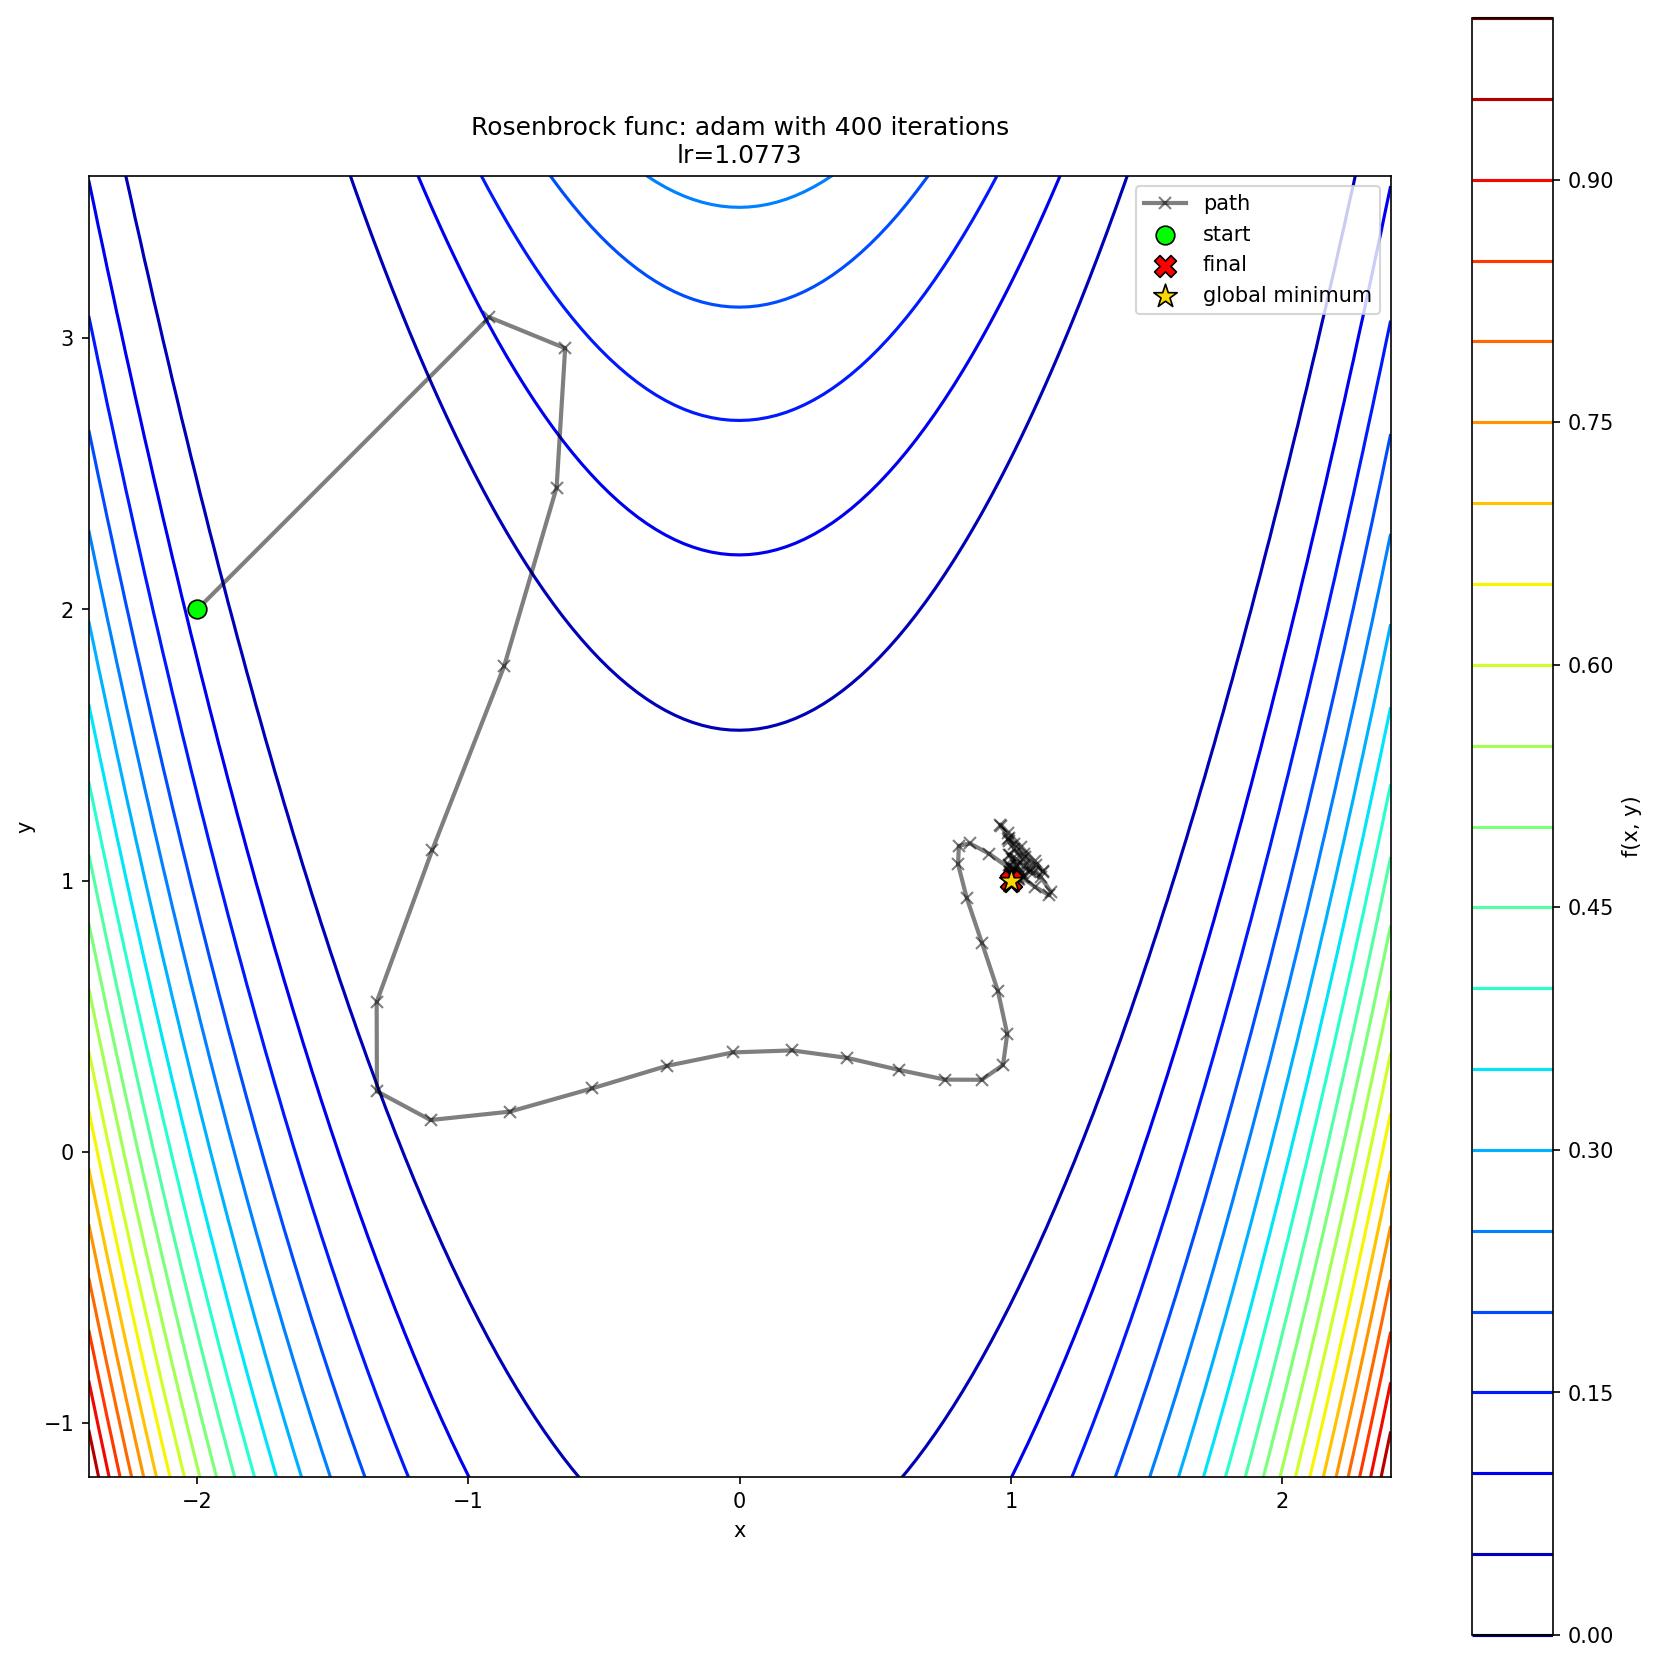 Rosenbrock func: adam with 400 iterations
lr=1.0773
path
start
final
global minimum
3
2
1
0
−1
y
−2
−1
0
1
2
x
0.90
0.75
0.60
0.45
0.30
0.15
0.00
f(x, y)